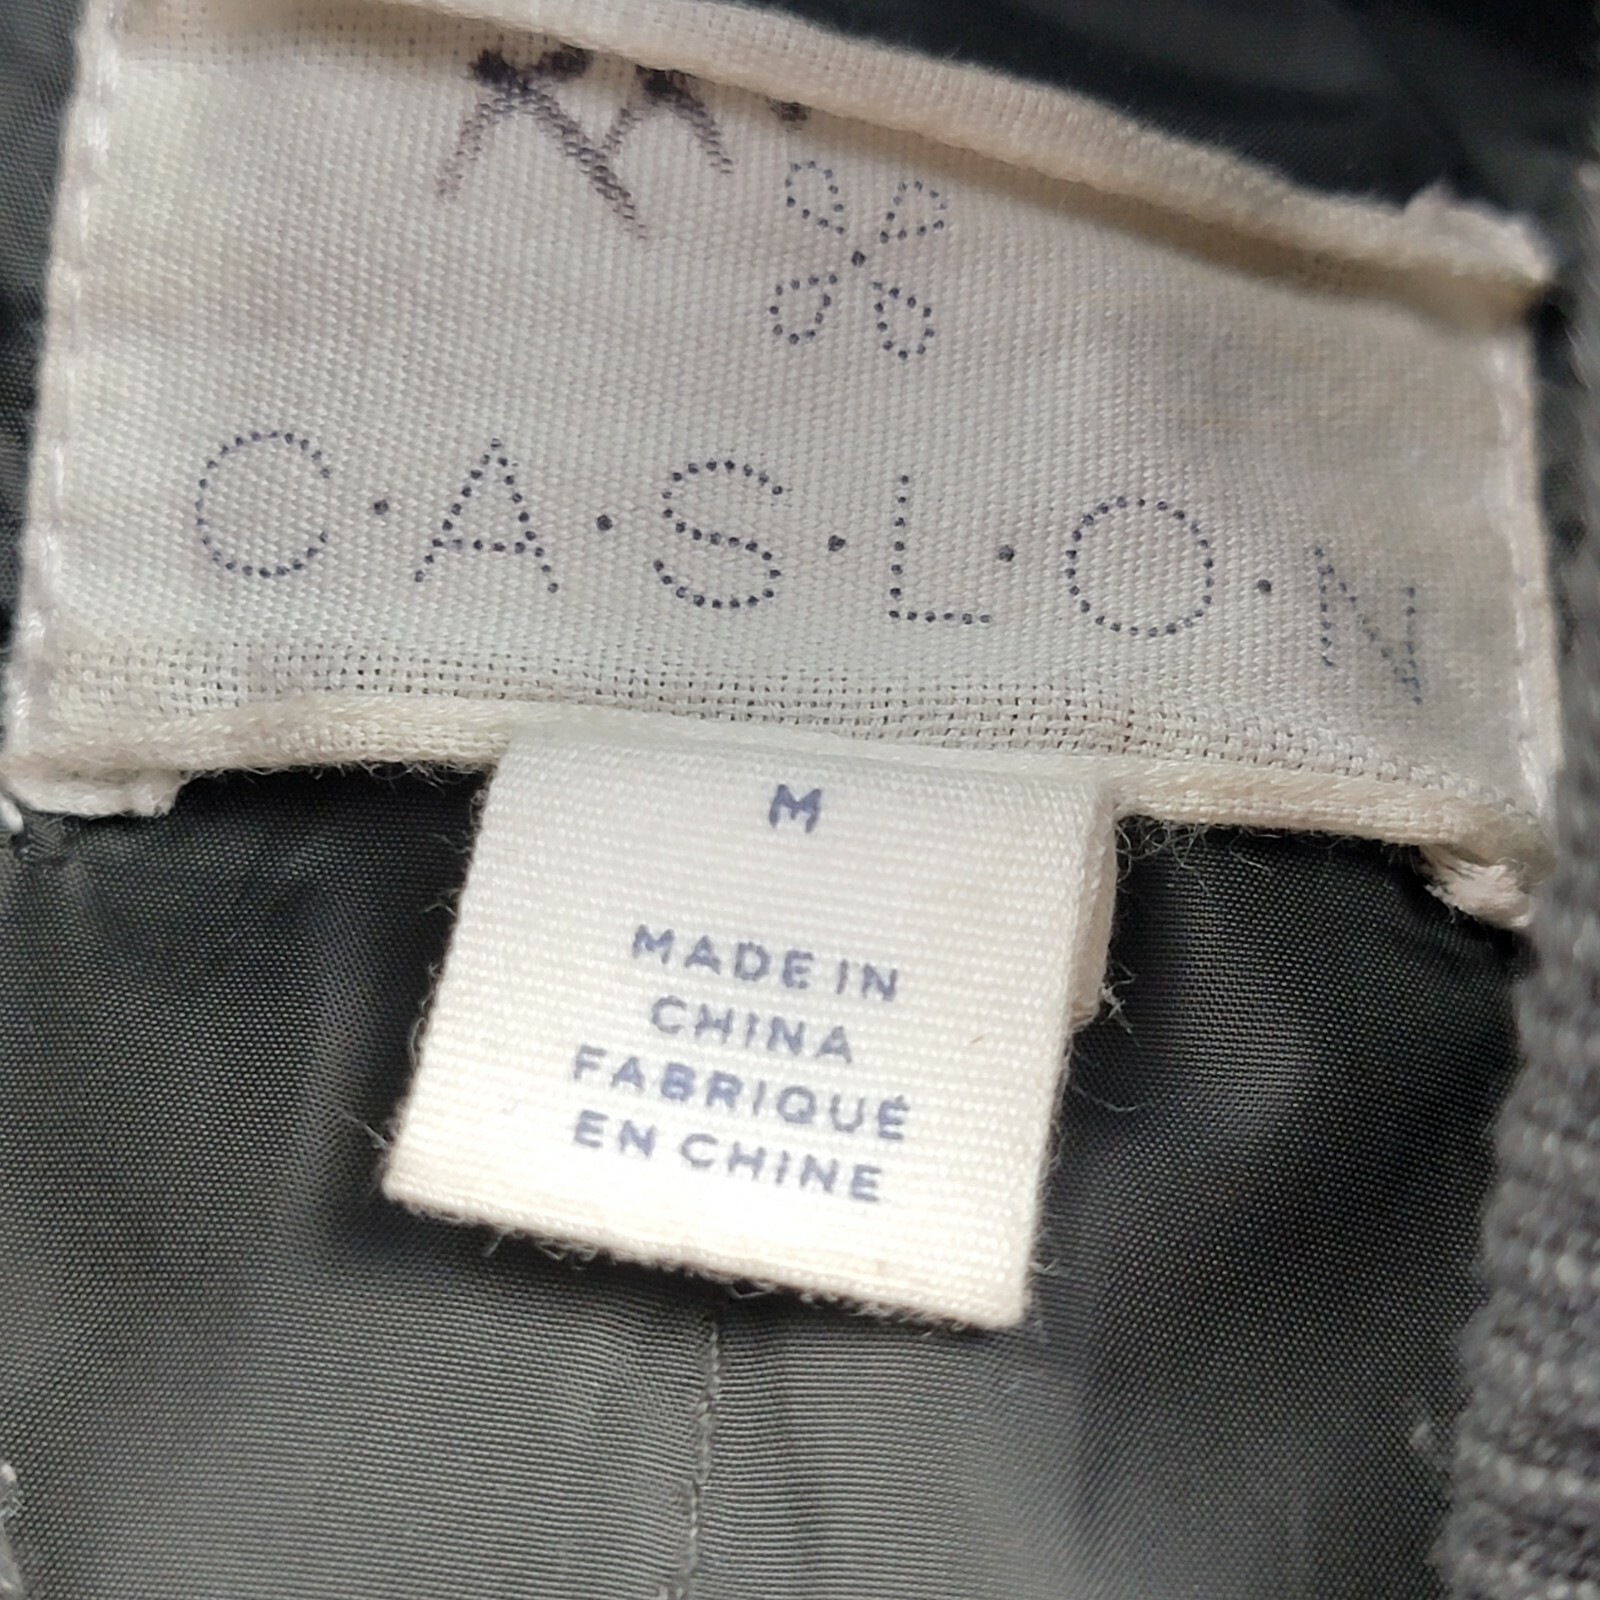 C·A·S·L·O·N
M
MADE IN
CHINA
FABRIQUÉ
EN CHINE